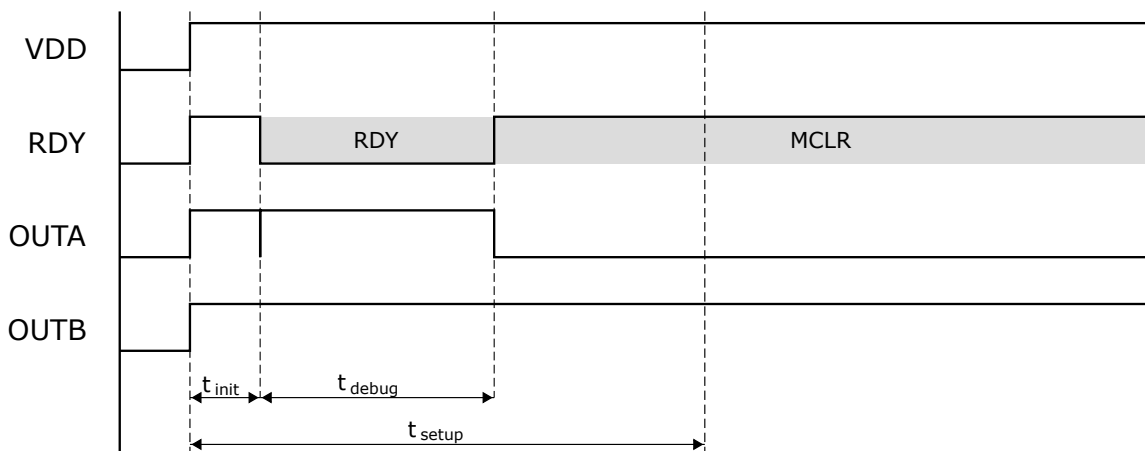 VDD
RDY
RDY
MCLR
OUTA
OUTB
t init
t debug
t setup